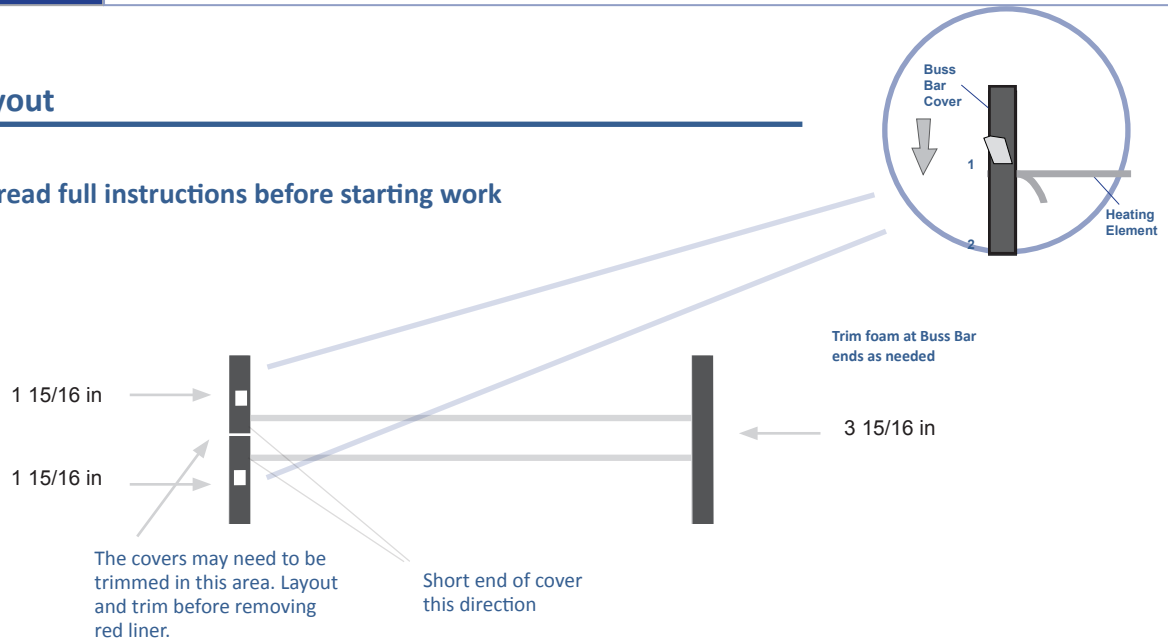 yout
read full instructions before starting work
Buss
Bar
Cover
1
2
Heating
Element
Trim foam at Buss Bar
ends as needed
1 15/16 in
3 15/16 in
1 15/16 in
The covers may need to be
trimmed in this area. Layout
and trim before removing
red liner.
Short end of cover
this direction